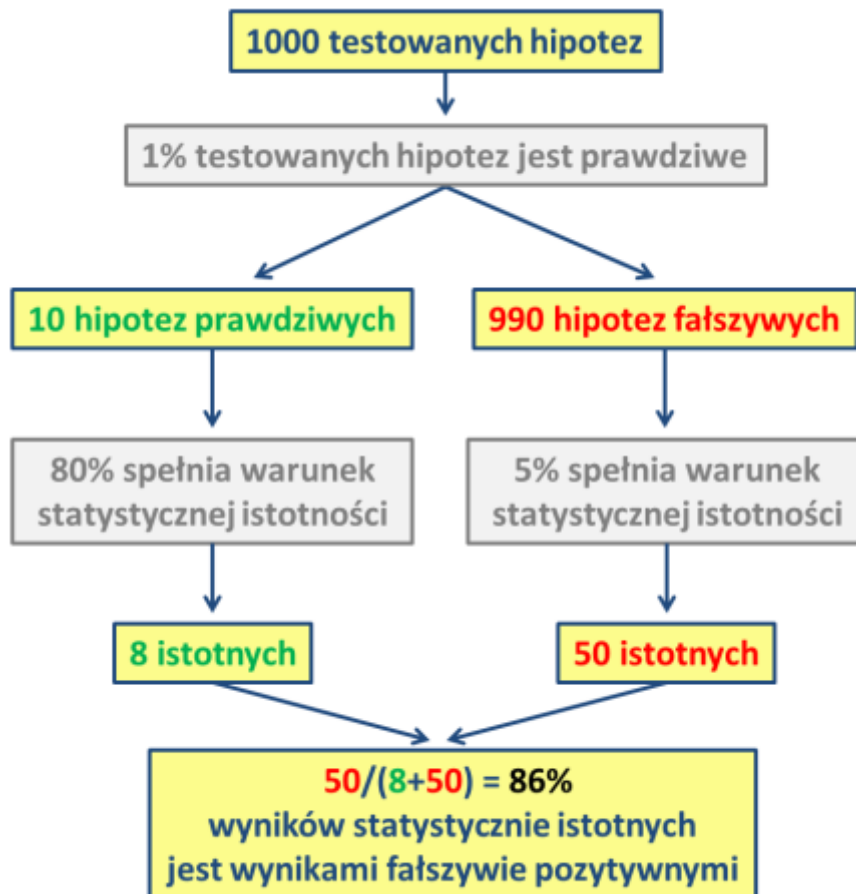 1000 testowanych hipotez
1% testowanych hipotez jest prawdziwe
10 hipotez prawdziwych
990 hipotez fałszywych
80% spełnia warunek
statystycznej istotności
5% spełnia warunek
statystycznej istotności
8 istotnych
50 istotnych
50/(8+50) = 86%
wyników statystycznie istotnych
jest wynikami fałszywie pozytywnymi